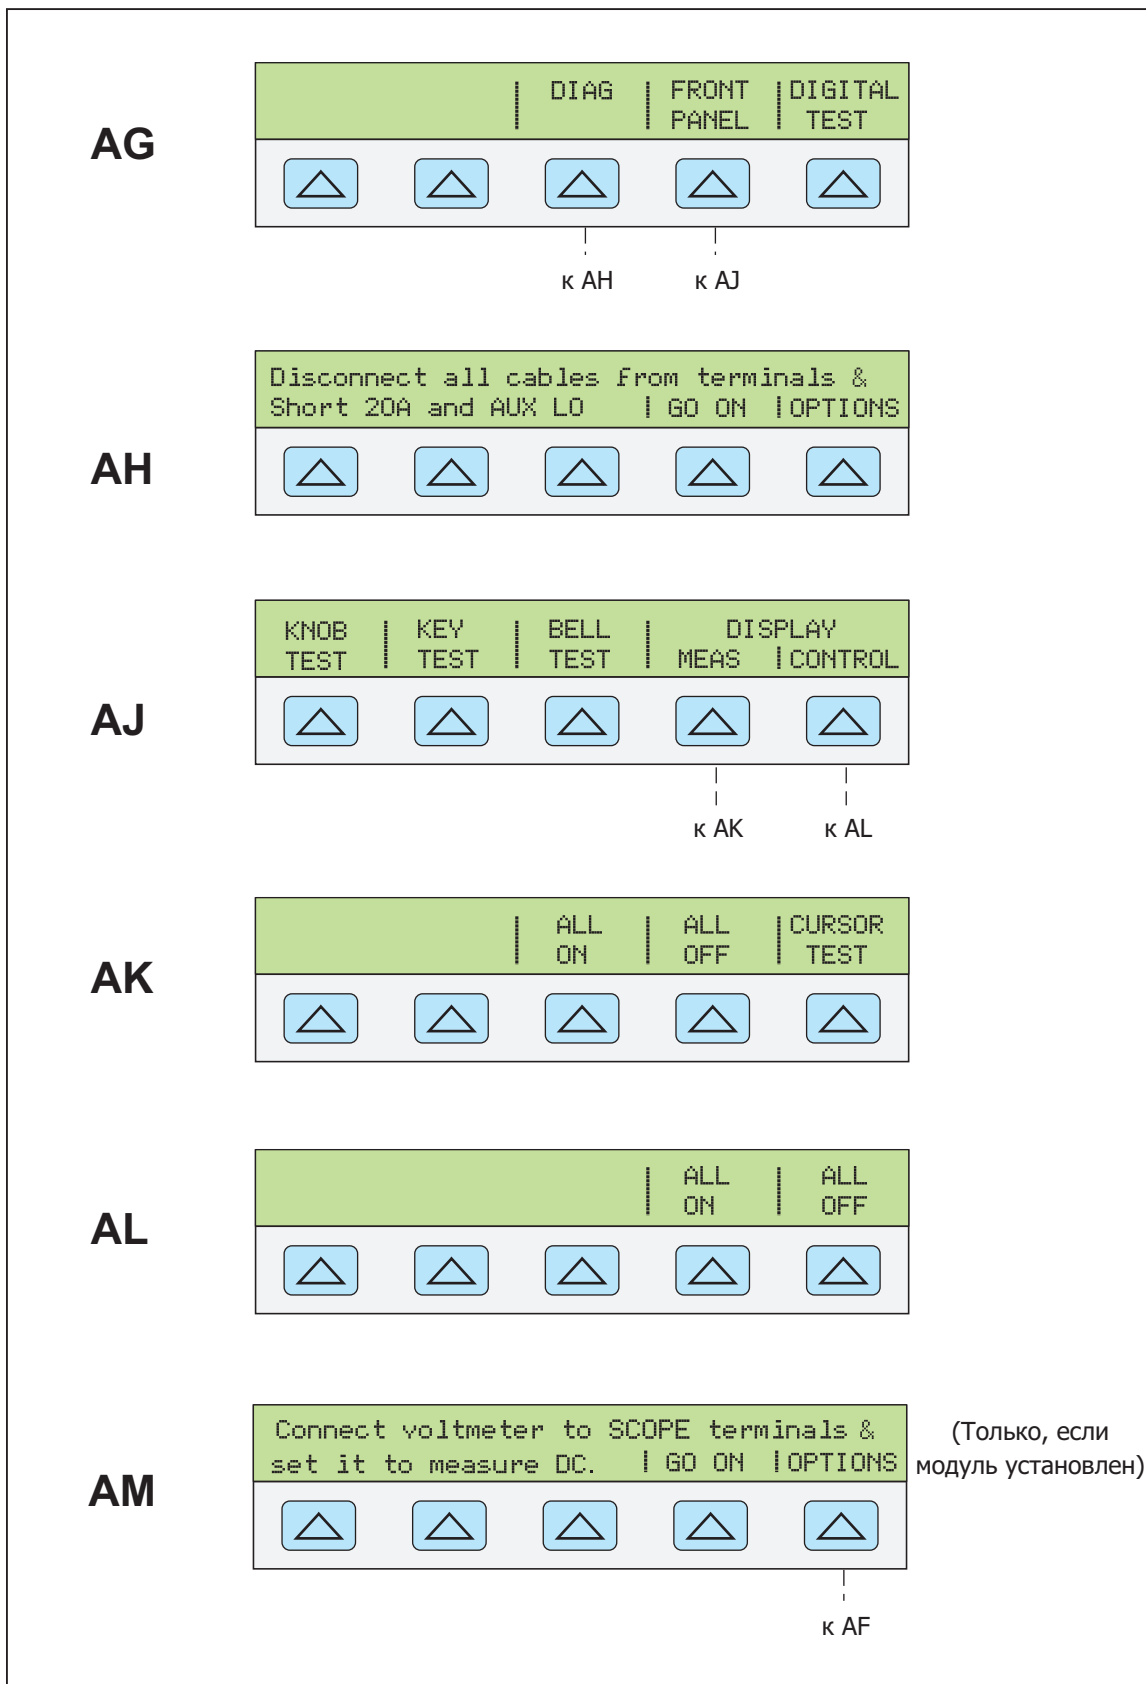 AG
DIAG | FRONT | DIGITAL
PANEL | TEST
к AH к AJ
AH
Disconnect all cables from terminals &
Short 20A and AUX LO | GO ON | OPTIONS
AJ
KNOB | KEY | BELL | DISPLAY
TEST | TEST | TEST | MEAS | CONTROL
к AK к AL
AK
ALL | ALL | CURSOR
ON | OFF | TEST
AL
ALL | ALL
ON | OFF
AM
Connect voltmeter to SCOPE terminals &
set it to measure DC. | GO ON | OPTIONS
(Только, если
модуль установлен)
к AF